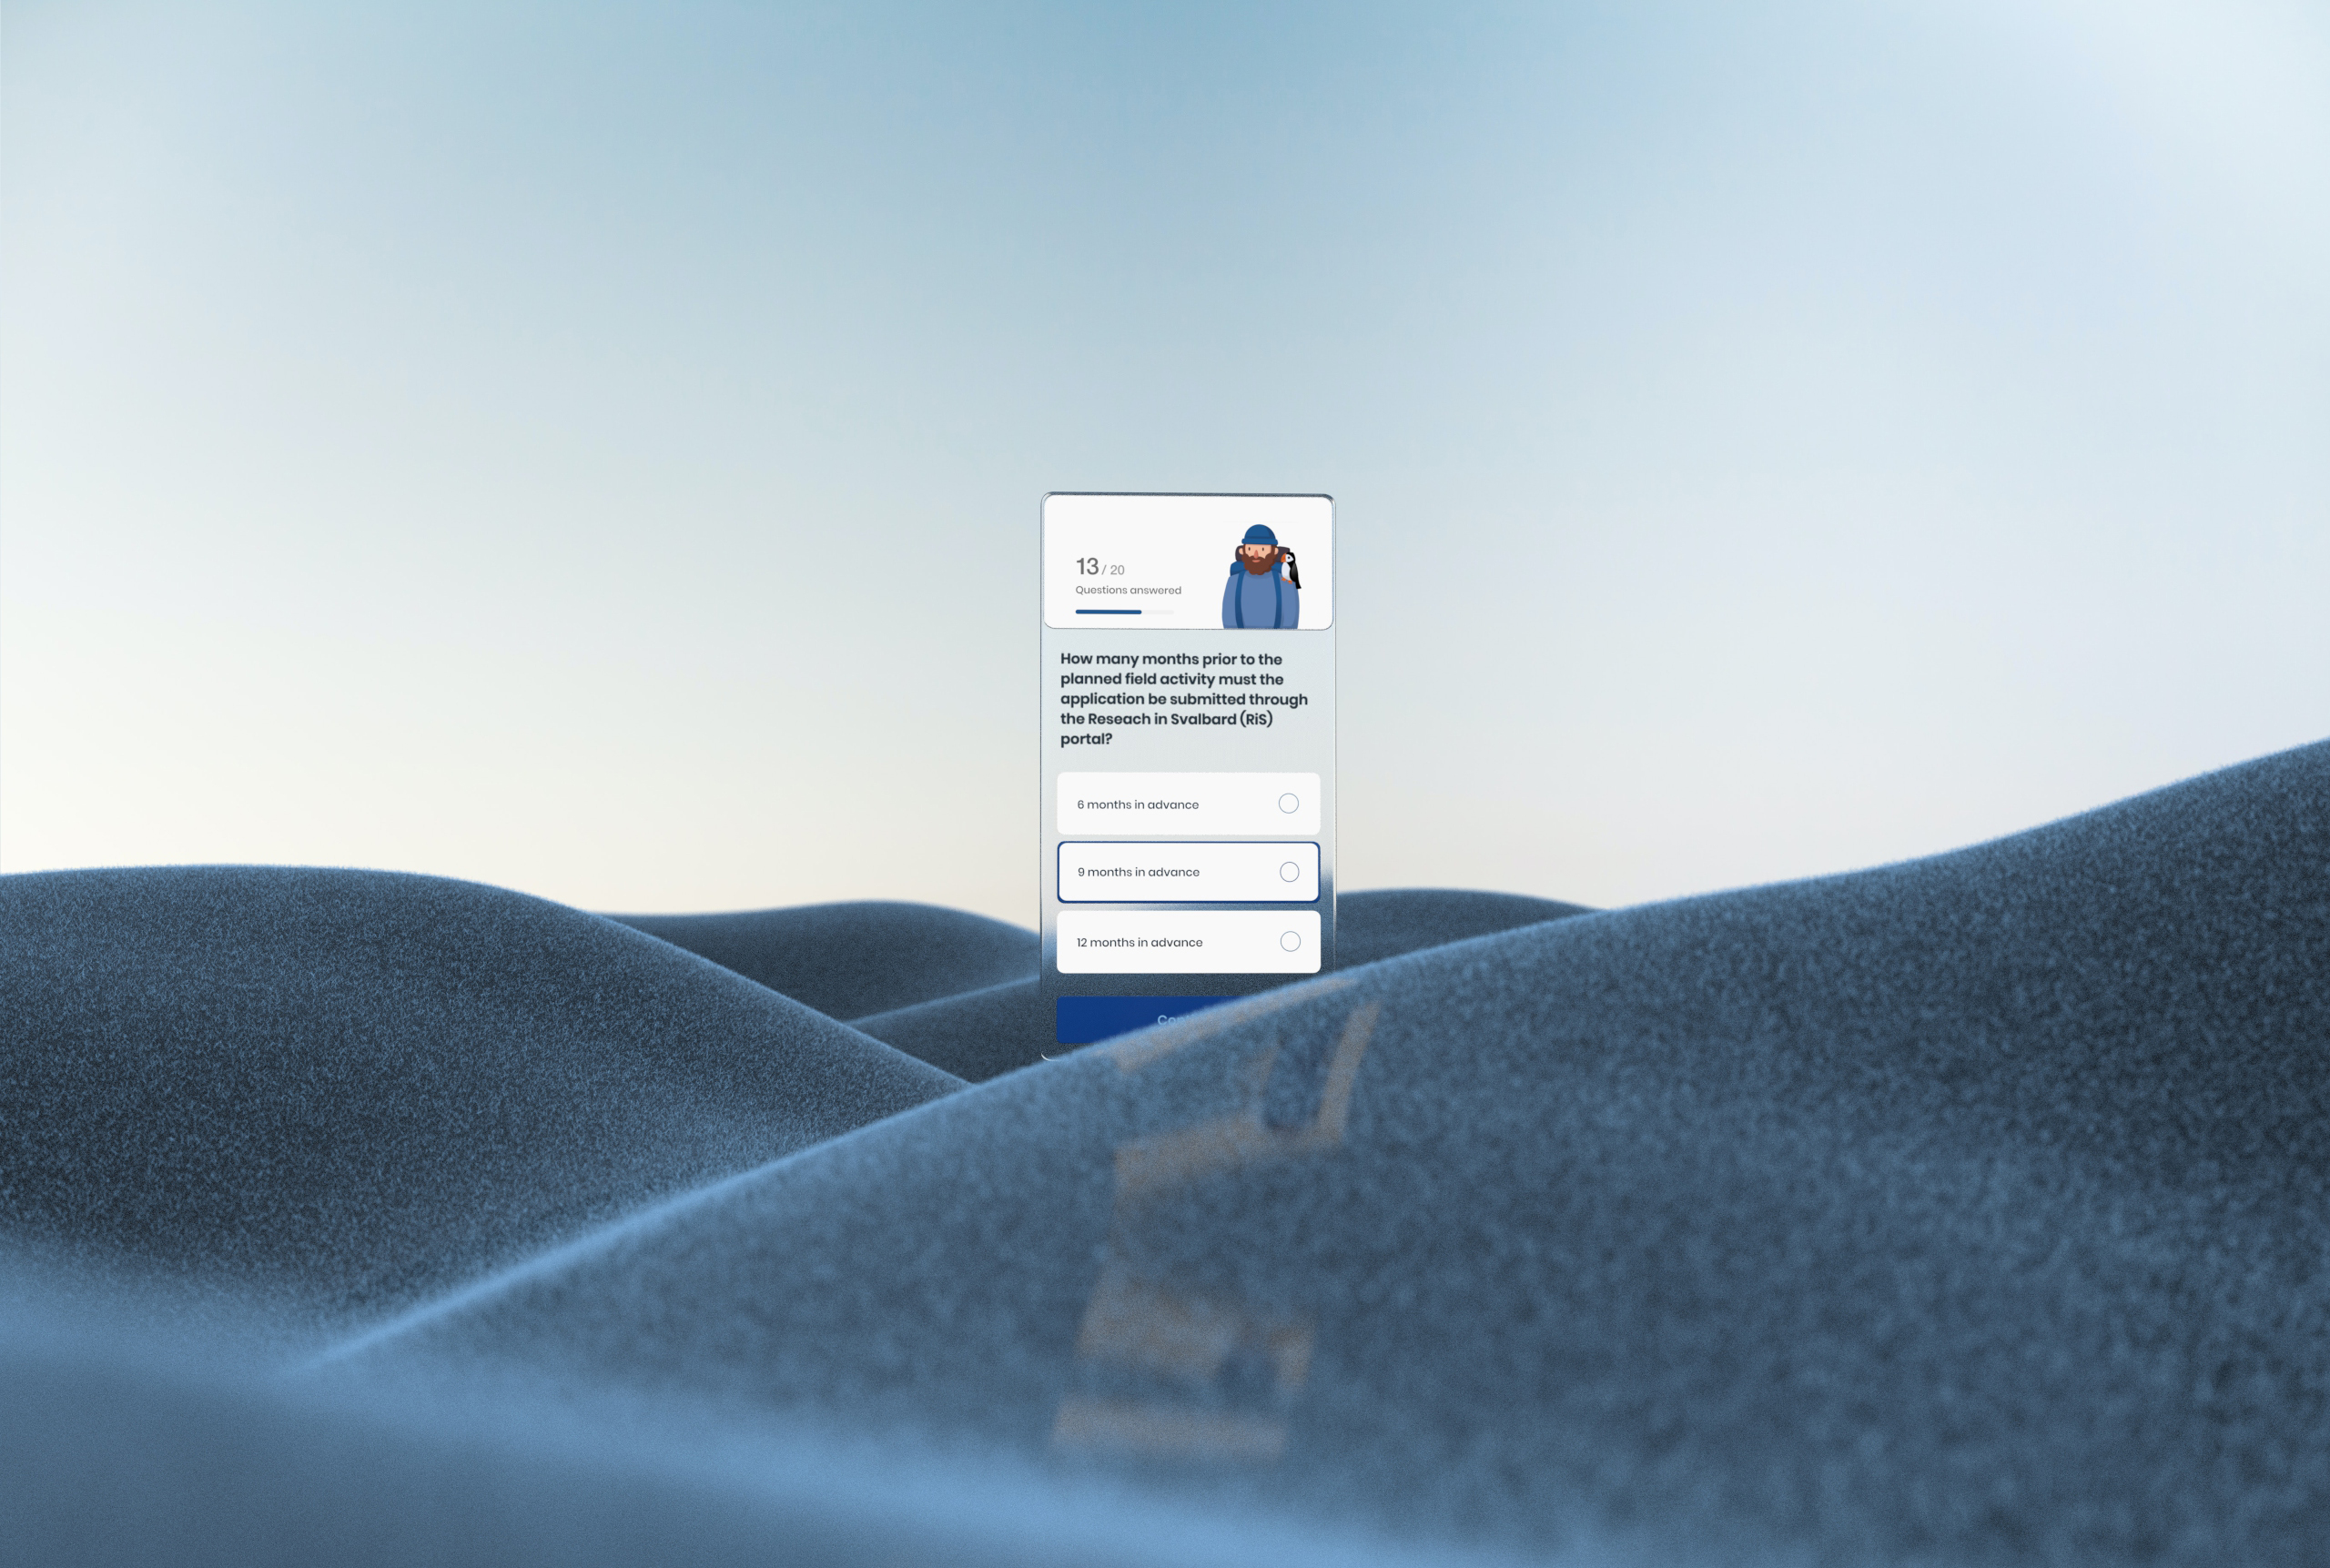 13 / 20
Questions answered
How many months prior to the
planned field activity must the
application be submitted through
the Reseach in Svalbard (RiS)
portal?
6 months in advance
9 months in advance
12 months in advance